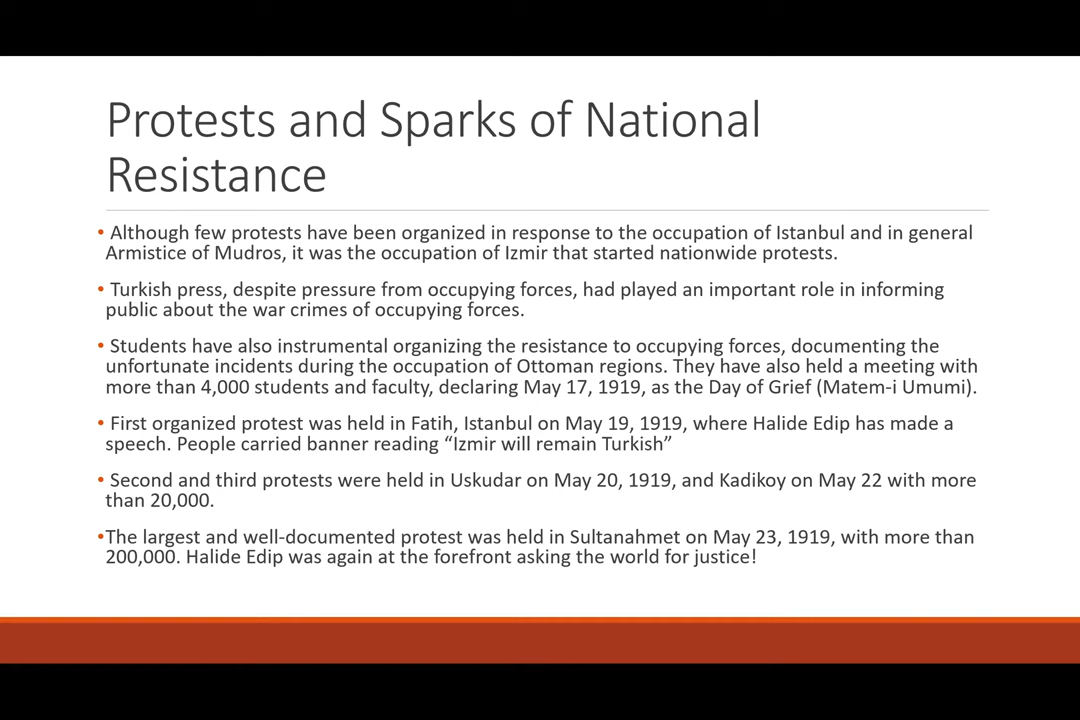 Protests and Sparks of National
Resistance
• Although few protests have been organized in response to the occupation of Istanbul and in general
Armistice of Mudros, it was the occupation of Izmir that started nationwide protests.
• Turkish press, despite pressure from occupying forces, had played an important role in informing
public about the war crimes of occupying forces.
• Students have also instrumental organizing the resistance to occupying forces, documenting the
unfortunate incidents during the occupation of Ottoman regions. They have also held a meeting with
more than 4,000 students and faculty, declaring May 17, 1919, as the Day of Grief (Matem-i Umumi).
• First organized protest was held in Fatih, Istanbul on May 19, 1919, where Halide Edip has made a
speech. People carried banner reading “Izmir will remain Turkish”
• Second and third protests were held in Uskudar on May 20, 1919, and Kadikoy on May 22 with more
than 20,000.
•The largest and well-documented protest was held in Sultanahmet on May 23, 1919, with more than
200,000. Halide Edip was again at the forefront asking the world for justice!